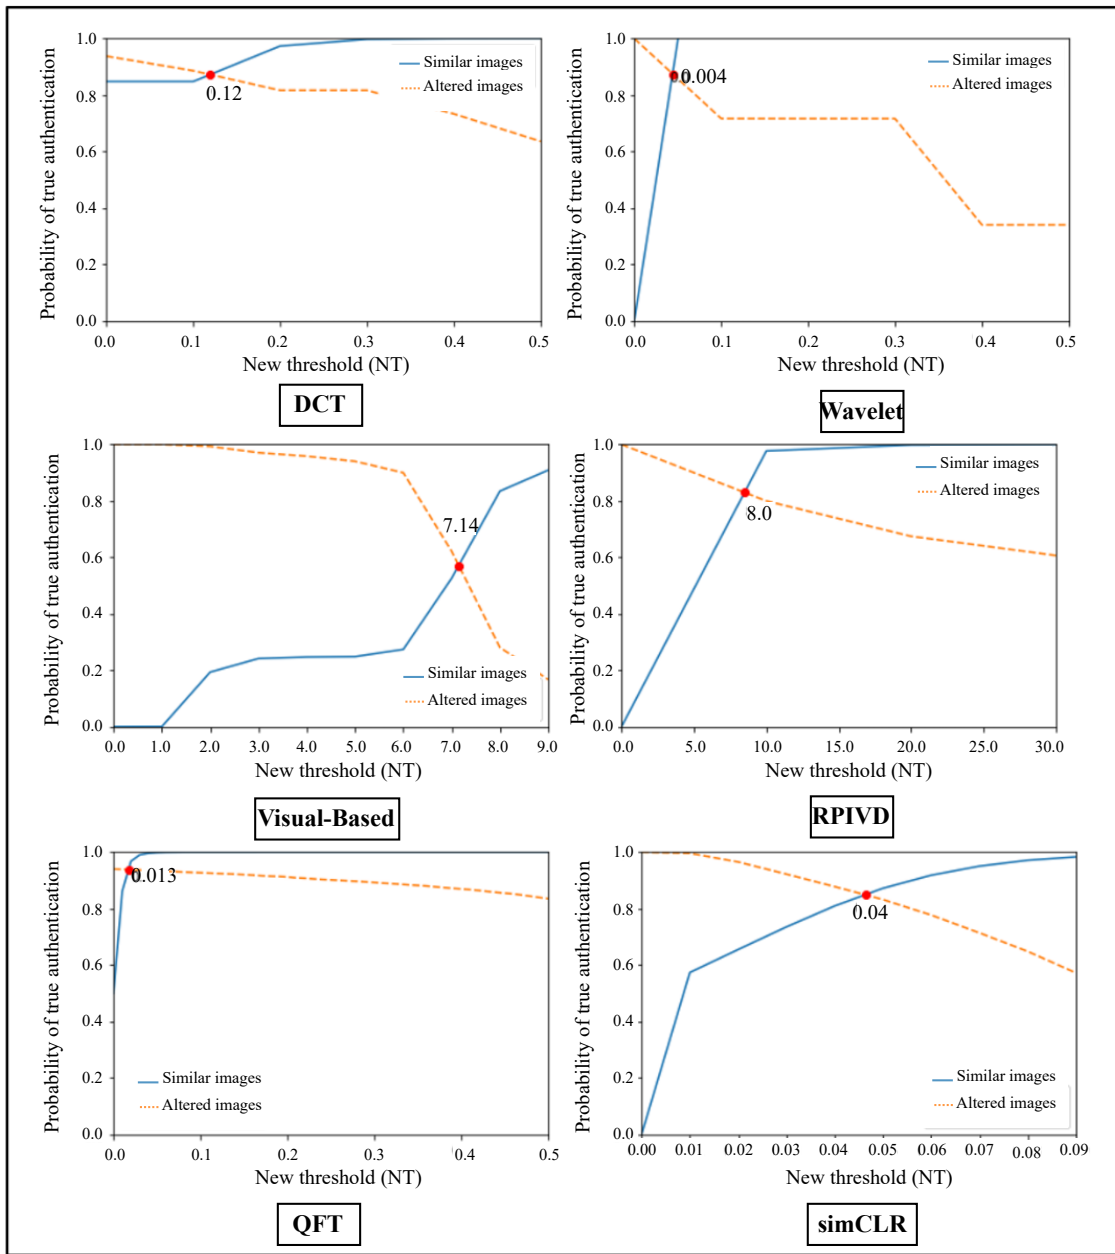 1.0
0.8
0.6
0.4
0.2
0.0
Probability of true authentication
Similar images
Altered images
0.12
0.0 0.1 0.2 0.3 0.4 0.5
New threshold (NT)
DCT
1.0
0.8
0.6
0.4
0.2
0.0
Probability of true authentication
Similar images
Altered images
0.004
0.0 0.1 0.2 0.3 0.4 0.5
New threshold (NT)
Wavelet
1.0
0.8
0.6
0.4
0.2
0.0
Probability of true authentication
7.14
Similar images
Altered images
0.0 1.0 2.0 3.0 4.0 5.0 6.0 7.0 8.0 9.0
New threshold (NT)
Visual-Based
1.0
0.8
0.6
0.4
0.2
0.0
Probability of true authentication
Similar images
Altered images
8.0
0.0 5.0 10.0 15.0 20.0 25.0 30.0
New threshold (NT)
RPIVD
1.0
0.8
0.6
0.4
0.2
0.0
Probability of true authentication
0.013
Similar images
Altered images
0.0 0.1 0.2 0.3 0.4 0.5
New threshold (NT)
QFT
1.0
0.8
0.6
0.4
0.2
0.0
Probability of true authentication
0.04
Similar images
Altered images
0.00 0.01 0.02 0.03 0.04 0.05 0.06 0.07 0.08 0.09
New threshold (NT)
simCLR